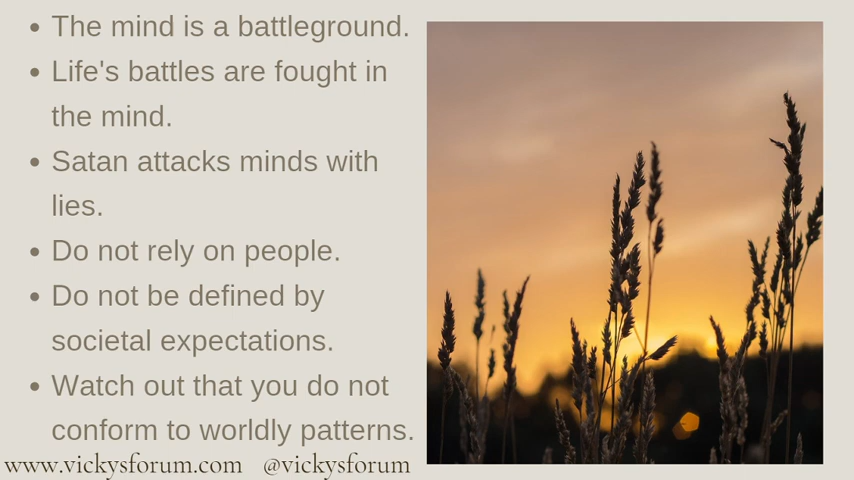 • The mind is a battleground.
• Life's battles are fought in
the mind.
• Satan attacks minds with
lies.
• Do not rely on people.
• Do not be defined by
societal expectations.
• Watch out that you do not
conform to worldly patterns.
www.vickysforum.com @vickysforum